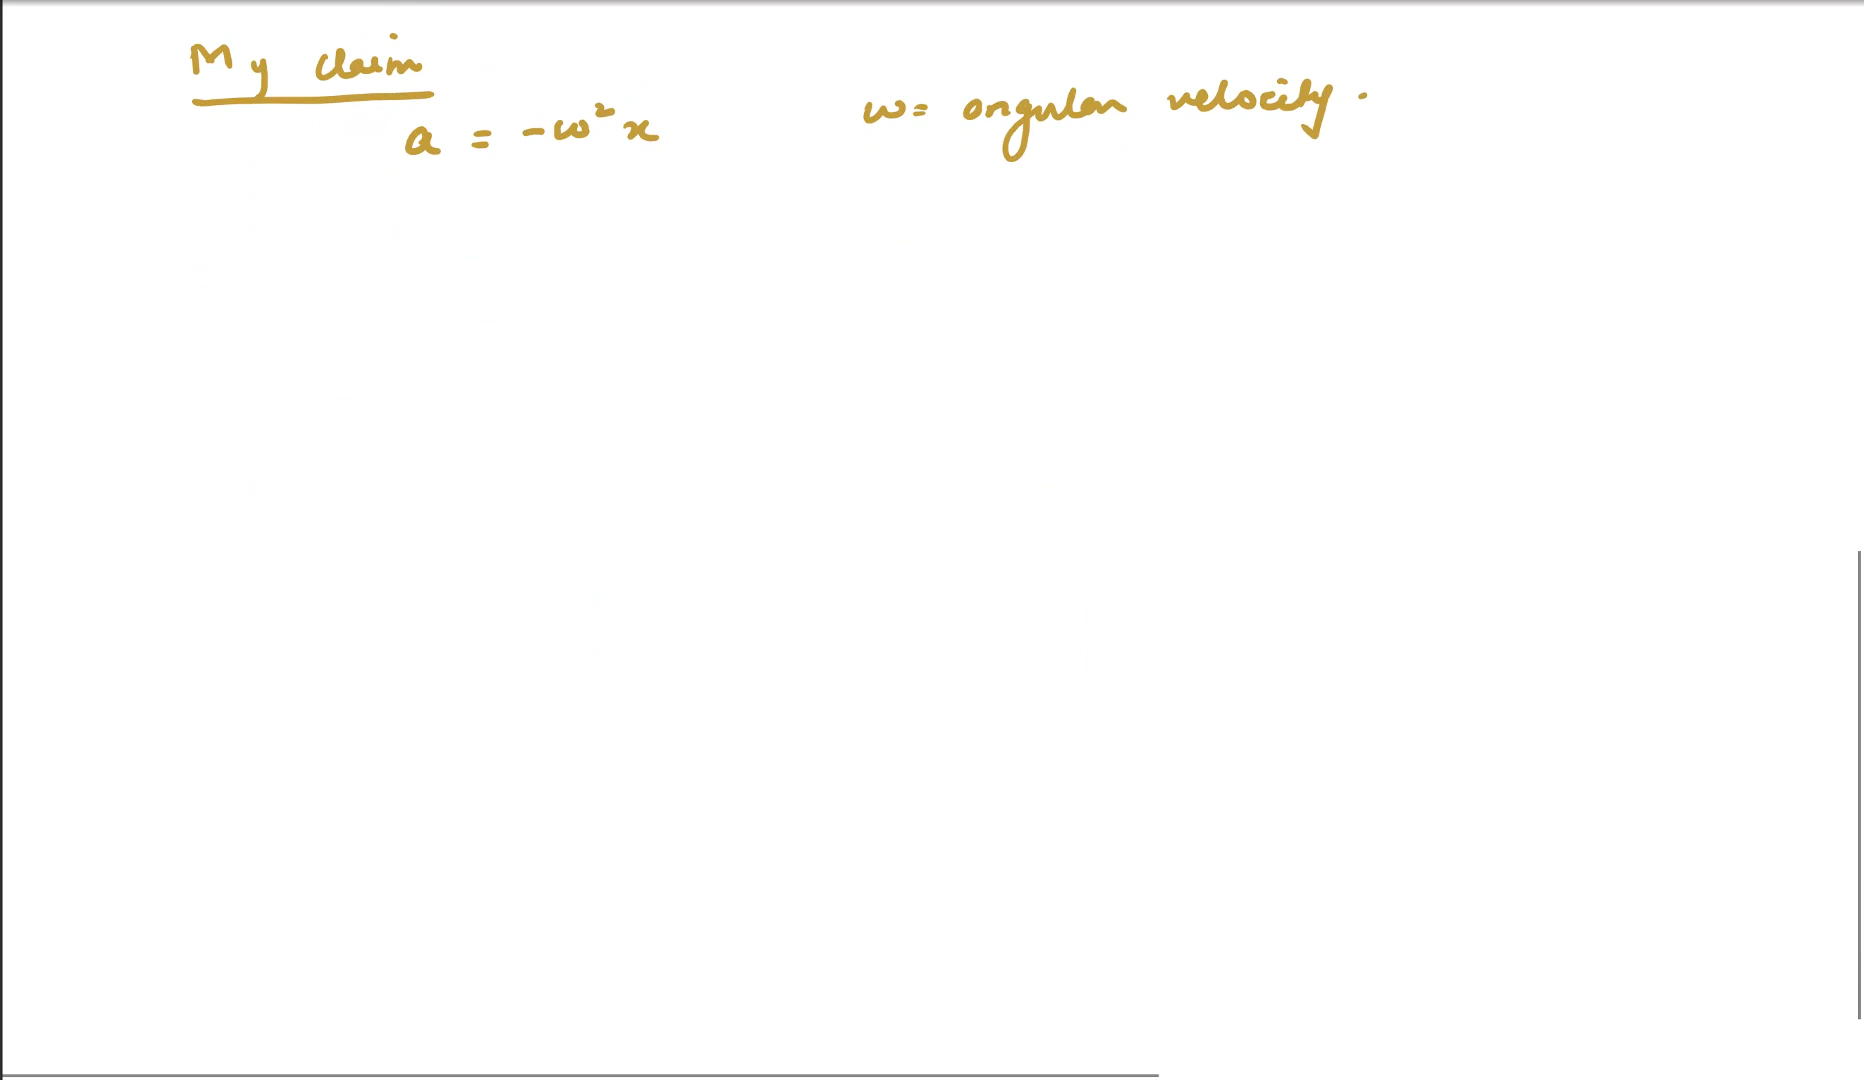 My claim
a = -ω²x
ω = angular velocity.